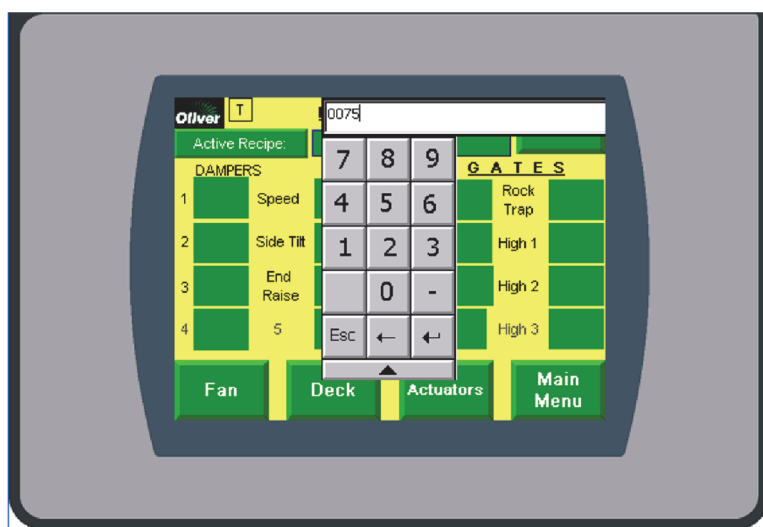 Oliver T 0075
Active Recipe:
DAMPERS 7 8 9 G A T E S
1 Speed 4 5 6 Rock Trap
2 Side Tilt 1 2 3 High 1
3 End Raise 0 - High 2
4 5 Esc ← ↵ High 3
▲
Fan Deck Actuators Main Menu